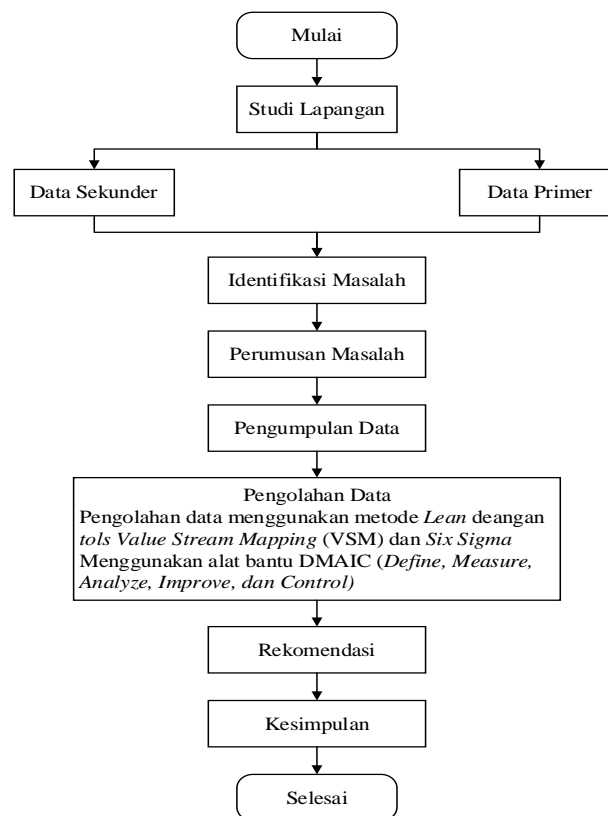 Mulai
Studi Lapangan
Data Sekunder
Data Primer
Identifikasi Masalah
Perumusan Masalah
Pengumpulan Data
Pengolahan Data
Pengolahan data menggunakan metode Lean deangan
tols Value Stream Mapping (VSM) dan Six Sigma
Menggunakan alat bantu DMAIC (Define, Measure,
Analyze, Improve, dan Control)
Rekomendasi
Kesimpulan
Selesai